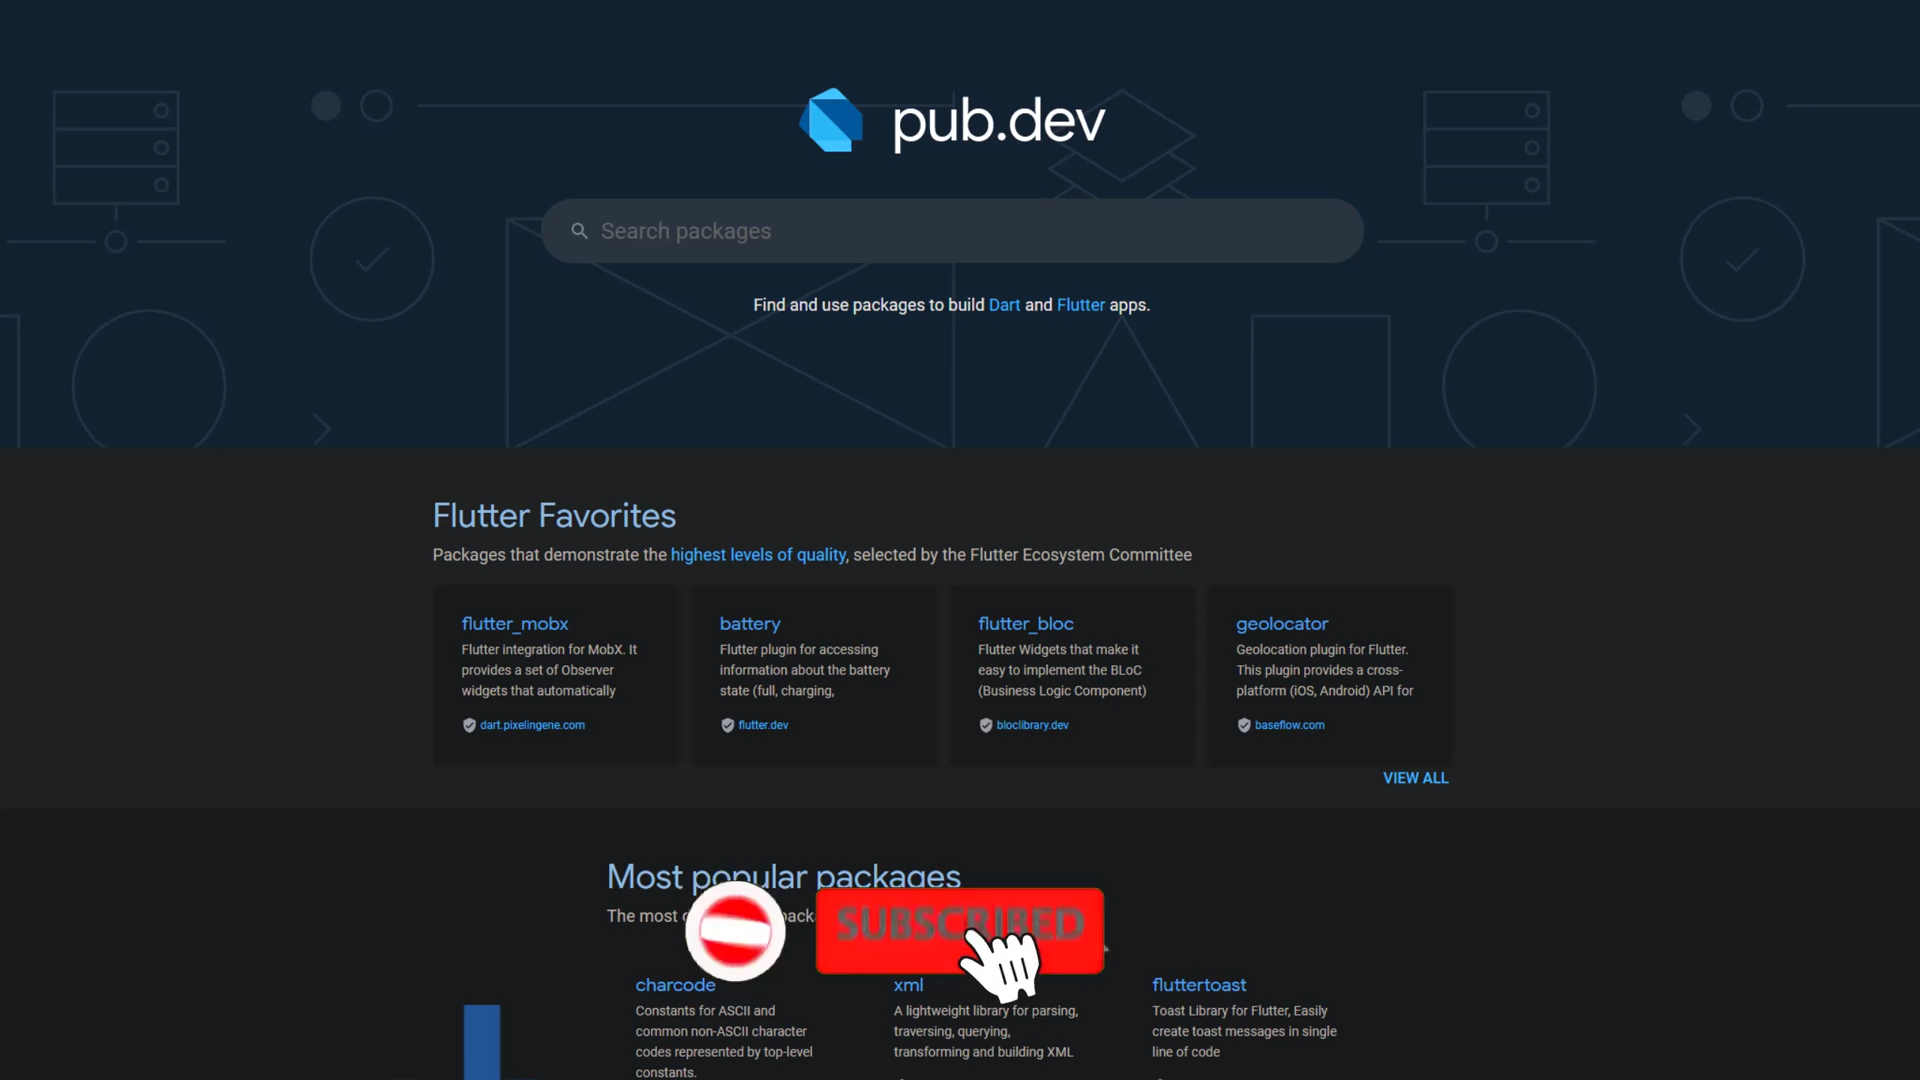 pub.dev
Search packages
Find and use packages to build Dart and Flutter apps.
Flutter Favorites
Packages that demonstrate the highest levels of quality, selected by the Flutter Ecosystem Committee
flutter_mobx
Flutter integration for MobX. It
provides a set of Observer
widgets that automatically
dart.pixelingene.com
battery
Flutter plugin for accessing
information about the battery
state (full, charging,
flutter.dev
flutter_bloc
Flutter Widgets that make it
easy to implement the BLoC
(Business Logic Component)
bloclibrary.dev
geolocator
Geolocation plugin for Flutter.
This plugin provides a cross-
platform (iOS, Android) API for
baseflow.com
VIEW ALL
Most popular packages
The most
SUBSCRIBED
charcode
Constants for ASCII and
common non-ASCII character
codes represented by top-level
constants.
xml
A lightweight library for parsing,
traversing, querying,
transforming and building XML
fluttertoast
Toast Library for Flutter, Easily
create toast messages in single
line of code